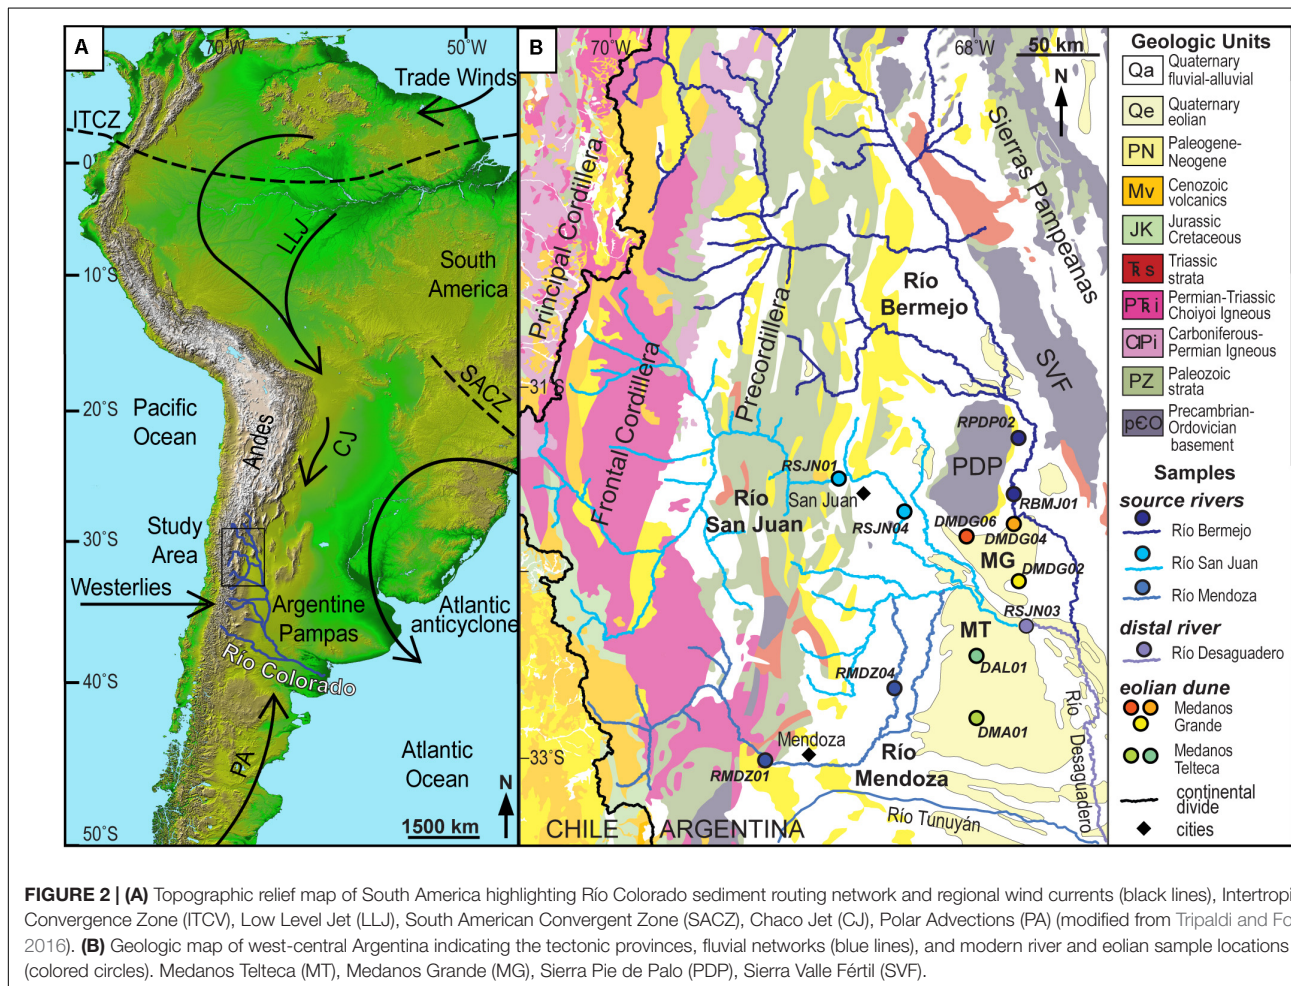 A
70°W
50°W
Trade Winds
ITCZ
0°
LLJ
10°S
South
America
SACZ
20°S
Pacific
Ocean
Andes
CJ
Study
Area
30°S
Westerlies
Argentine
Pampas
Atlantic
anticyclone
Río Colorado
40°S
PA
Atlantic
Ocean
N
1500 km
50°S
B
70°W
68°W
50 km
N
Principal Cordillera
Sierras Pampeanas
Río
Bermejo
Precordillera
31°S
Frontal Cordillera
SVF
RPDP02
PDP
RSJN01
San Juan
Río
San Juan
RSJN04
RBMJ01
DMDG06
DMDG04
MG
DMDG02
RSJN03
MT
DAL01
RMDZ04
DMA01
Río Desaguadero
Mendoza
33°S
RMDZ01
Río
Mendoza
Río Tunuyán
CHILE
ARGENTINA
Geologic Units
Qa Quaternary
fluvial-alluvial
Qe Quaternary
eolian
PN Paleogene-
Neogene
Mv Cenozoic
volcanics
JK Jurassic
Cretaceous
TRs Triassic
strata
PTRi Permian-Triassic
Choiyoi Igneous
CPi Carboniferous-
Permian Igneous
PZ Paleozoic
strata
pЄO Precambrian-
Ordovician
basement
Samples
source rivers
Río Bermejo
Río San Juan
Río Mendoza
distal river
Río Desaguadero
eolian dune
Medanos
Grande
Medanos
Telteca
continental
divide
cities
FIGURE 2 | (A) Topographic relief map of South America highlighting Río Colorado sediment routing network and regional wind currents (black lines), Intertropi
Convergence Zone (ITCV), Low Level Jet (LLJ), South American Convergent Zone (SACZ), Chaco Jet (CJ), Polar Advections (PA) (modified from Tripaldi and Fo
2016). (B) Geologic map of west-central Argentina indicating the tectonic provinces, fluvial networks (blue lines), and modern river and eolian sample locations
(colored circles). Medanos Telteca (MT), Medanos Grande (MG), Sierra Pie de Palo (PDP), Sierra Valle Fértil (SVF).